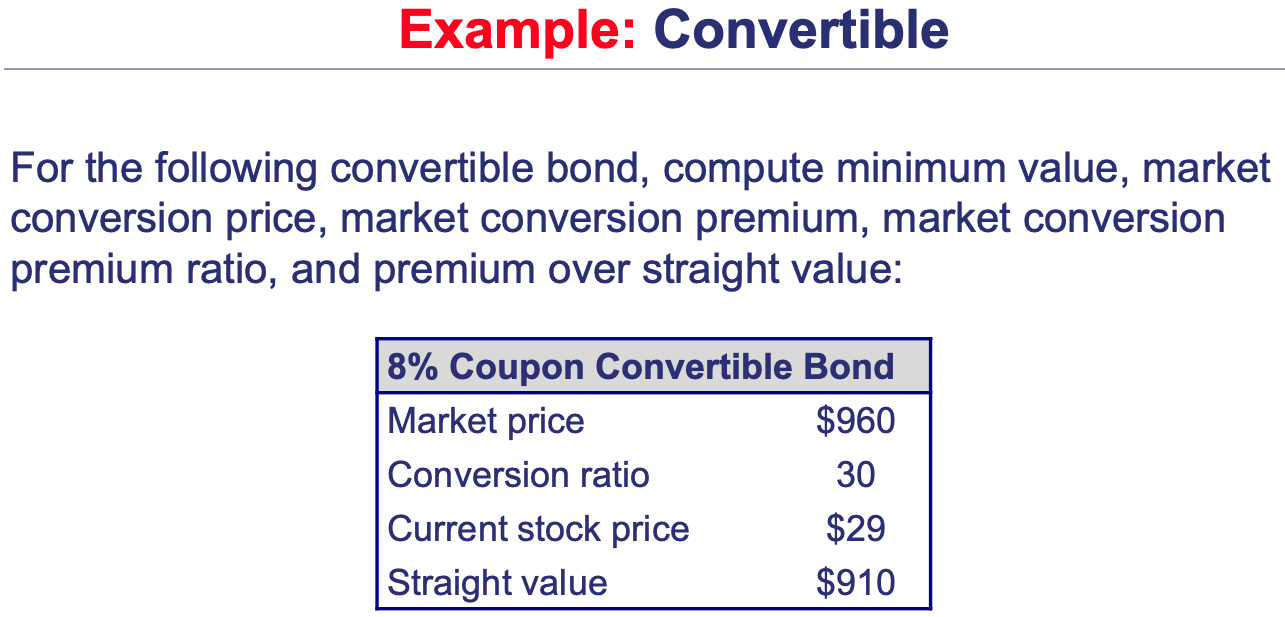 Example: Convertible
For the following convertible bond, compute minimum value, market
conversion price, market conversion premium, market conversion
premium ratio, and premium over straight value:
8% Coupon Convertible Bond
Market price $960
Conversion ratio 30
Current stock price $29
Straight value $910